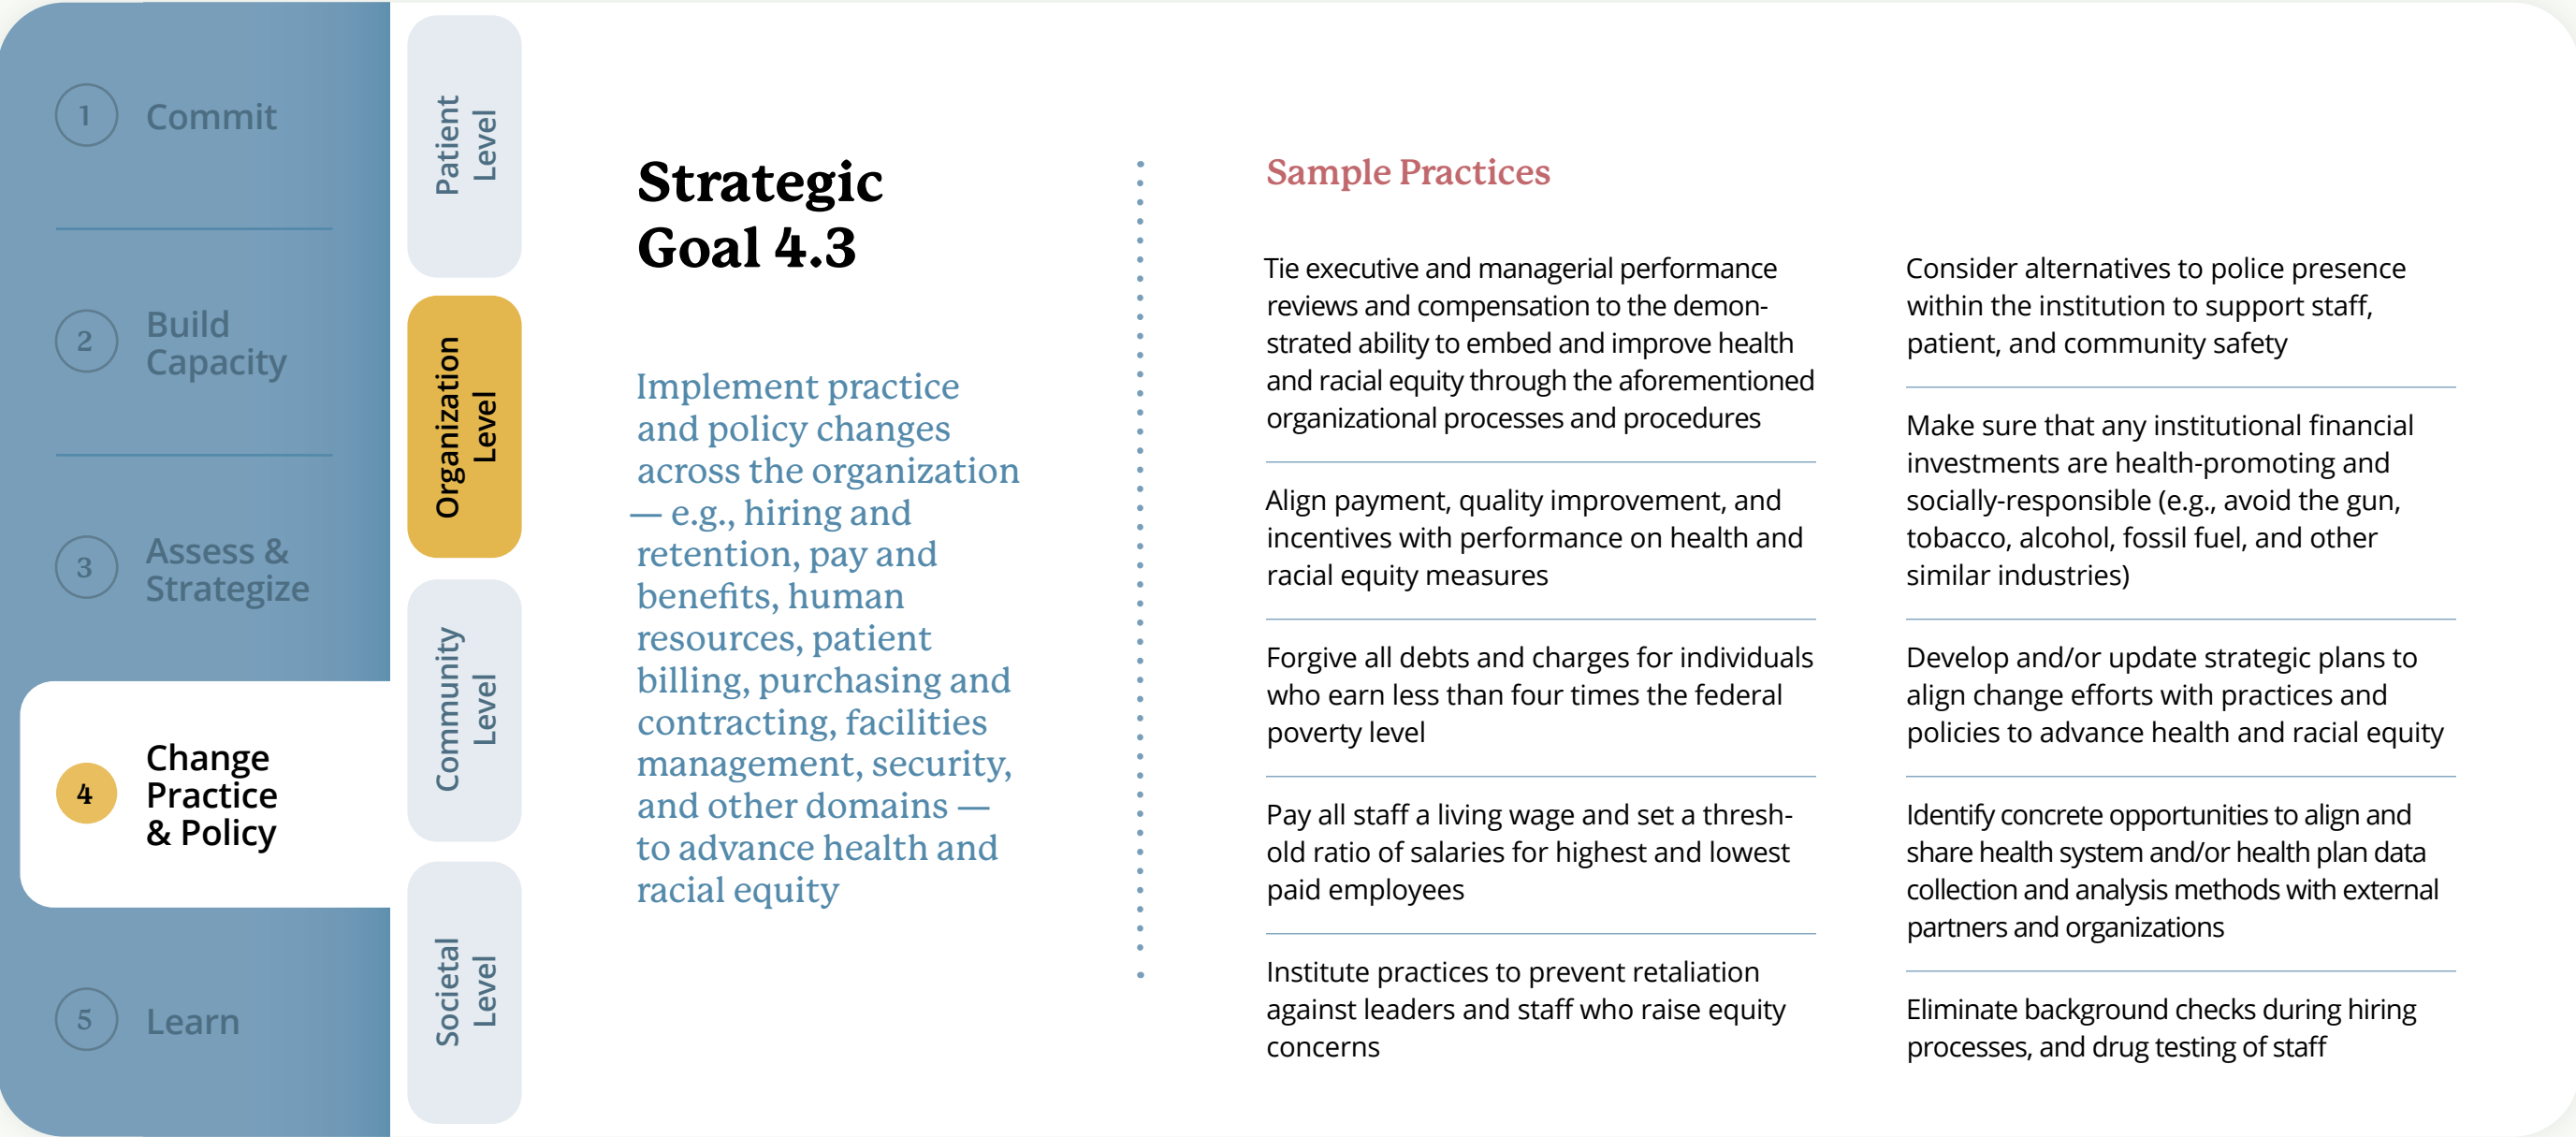 1
Commit
2
Build
Capacity
3
Assess &
Strategize
4
Change
Practice
& Policy
5
Learn
Patient
Level
Organization
Level
Community
Level
Societal
Level
Strategic
Goal 4.3
Implement practice
and policy changes
across the organization
— e.g., hiring and
retention, pay and
benefits, human
resources, patient
billing, purchasing and
contracting, facilities
management, security,
and other domains —
to advance health and
racial equity
Sample Practices
Tie executive and managerial performance
reviews and compensation to the demon-
strated ability to embed and improve health
and racial equity through the aforementioned
organizational processes and procedures
Align payment, quality improvement, and
incentives with performance on health and
racial equity measures
Forgive all debts and charges for individuals
who earn less than four times the federal
poverty level
Pay all staff a living wage and set a thresh-
old ratio of salaries for highest and lowest
paid employees
Institute practices to prevent retaliation
against leaders and staff who raise equity
concerns
Consider alternatives to police presence
within the institution to support staff,
patient, and community safety
Make sure that any institutional financial
investments are health-promoting and
socially-responsible (e.g., avoid the gun,
tobacco, alcohol, fossil fuel, and other
similar industries)
Develop and/or update strategic plans to
align change efforts with practices and
policies to advance health and racial equity
Identify concrete opportunities to align and
share health system and/or health plan data
collection and analysis methods with external
partners and organizations
Eliminate background checks during hiring
processes, and drug testing of staff